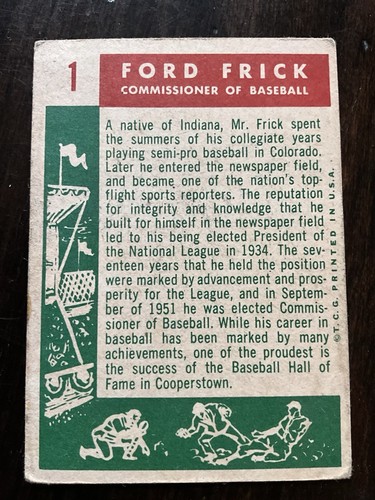 1
FORD FRICK
COMMISSIONER OF BASEBALL
A native of Indiana, Mr. Frick spent
the summers of his collegiate years
playing semi-pro baseball in Colorado.
Later he entered the newspaper field,
and became one of the nation's top-
flight sports reporters. The reputation
for integrity and knowledge that he
built for himself in the newspaper field
led to his being elected President of
the National League in 1934. The sev-
enteen years that he held the position
were marked by advancement and pros-
perity for the League, and in Septem-
ber of 1951 he was elected Commis-
sioner of Baseball. While his career in
baseball has been marked by many
achievements, one of the proudest is
the success of the Baseball Hall of
Fame in Cooperstown.
©T.C.G. PRINTED IN U.S.A.